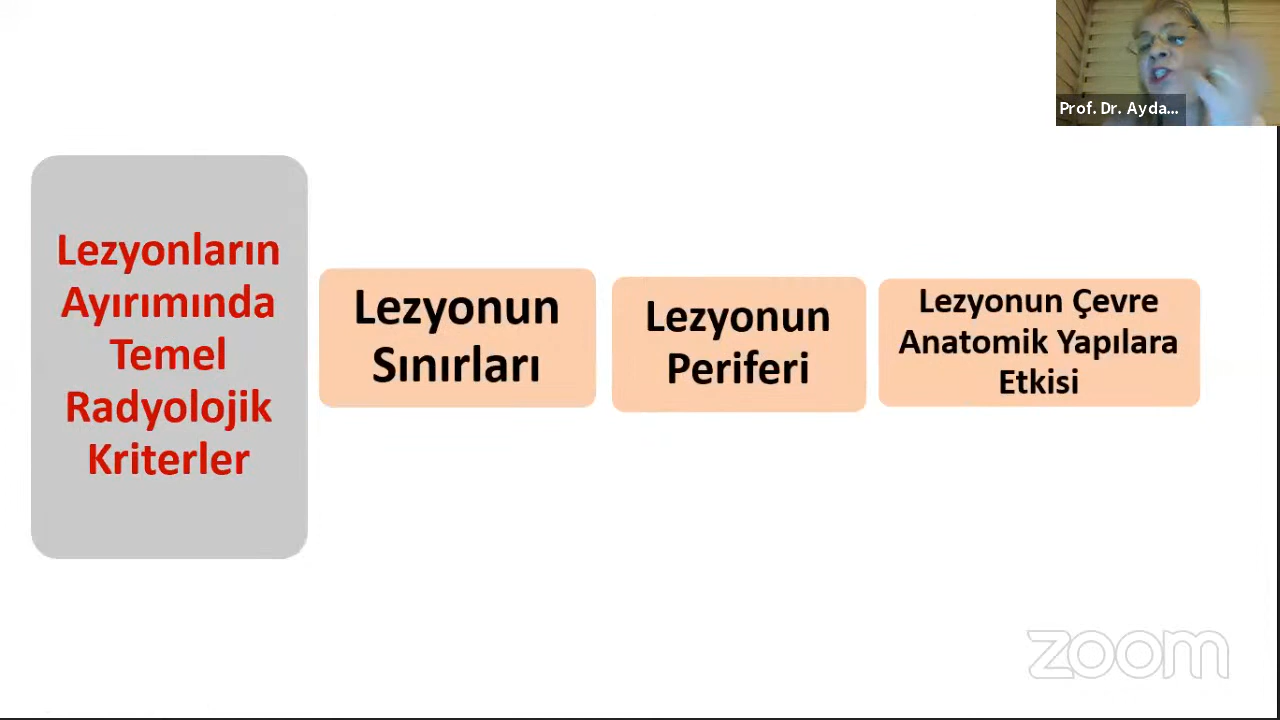 Prof. Dr. Ayda...
Lezyonların
Ayırımında
Temel
Radyolojik
Kriterler
Lezyonun
Sınırları
Lezyonun
Periferi
Lezyonun Çevre
Anatomik Yapılara
Etkisi
zoom